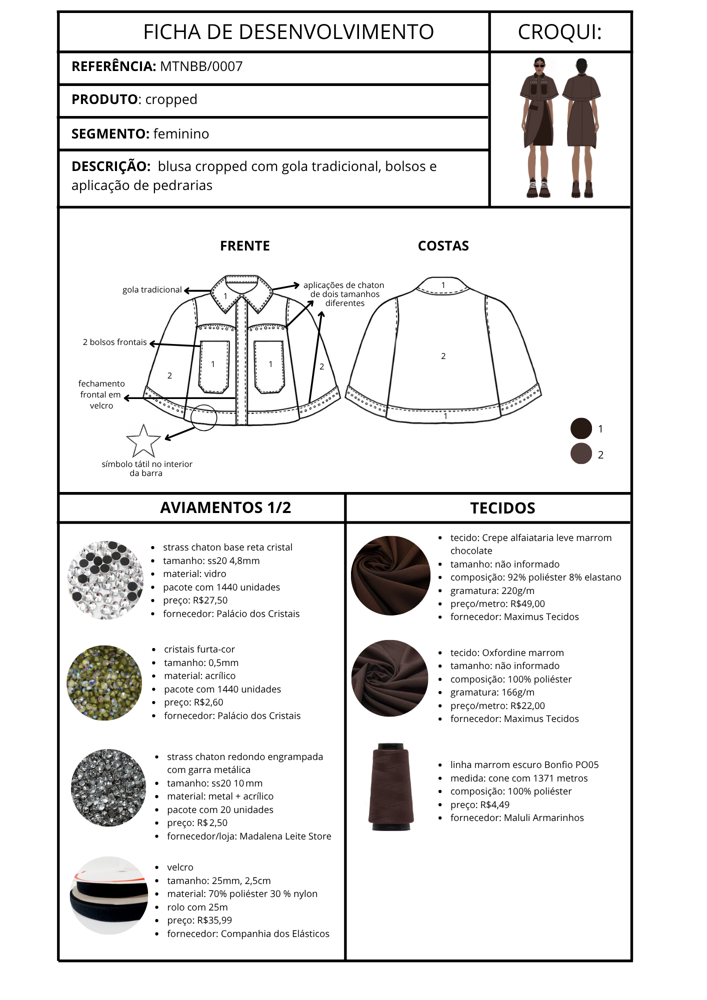 FICHA DE DESENVOLVIMENTO
CROQUI:
REFERÊNCIA: MTNBB/0007
PRODUTO: cropped
SEGMENTO: feminino
DESCRIÇÃO: blusa cropped com gola tradicional, bolsos e
aplicação de pedrarias
FRENTE
COSTAS
gola tradicional
1
aplicações de chaton
de dois tamanhos
diferentes
1
2 bolsos frontais
1
1
2
2
2
fechamento
frontal em
velcro
1
símbolo tátil no interior
da barra
1
2
AVIAMENTOS 1/2
• strass chaton base reta cristal
• tamanho: ss20 4,8mm
• material: vidro
• pacote com 1440 unidades
• preço: R$27,50
• fornecedor: Palácio dos Cristais
• cristais furta-cor
• tamanho: 0,5mm
• material: acrílico
• pacote com 1440 unidades
• preço: R$2,60
• fornecedor: Palácio dos Cristais
• strass chaton redondo engrampada
com garra metálica
• tamanho: ss20 10mm
• material: metal + acrílico
• pacote com 20 unidades
• preço: R$2,50
• fornecedor/loja: Madalena Leite Store
• velcro
• tamanho: 25mm, 2,5cm
• material: 70% poliéster 30 % nylon
• rolo com 25m
• preço: R$35,99
• fornecedor: Companhia dos Elásticos
TECIDOS
• tecido: Crepe alfaiataria leve marrom
chocolate
• tamanho: não informado
• composição: 92% poliéster 8% elastano
• gramatura: 220g/m
• preço/metro: R$49,00
• fornecedor: Maximus Tecidos
• tecido: Oxfordine marrom
• tamanho: não informado
• composição: 100% poliéster
• gramatura: 166g/m
• preço/metro: R$22,00
• fornecedor: Maximus Tecidos
• linha marrom escuro Bonfio PO05
• medida: cone com 1371 metros
• composição: 100% poliéster
• preço: R$4,49
• fornecedor: Maluli Armarinhos